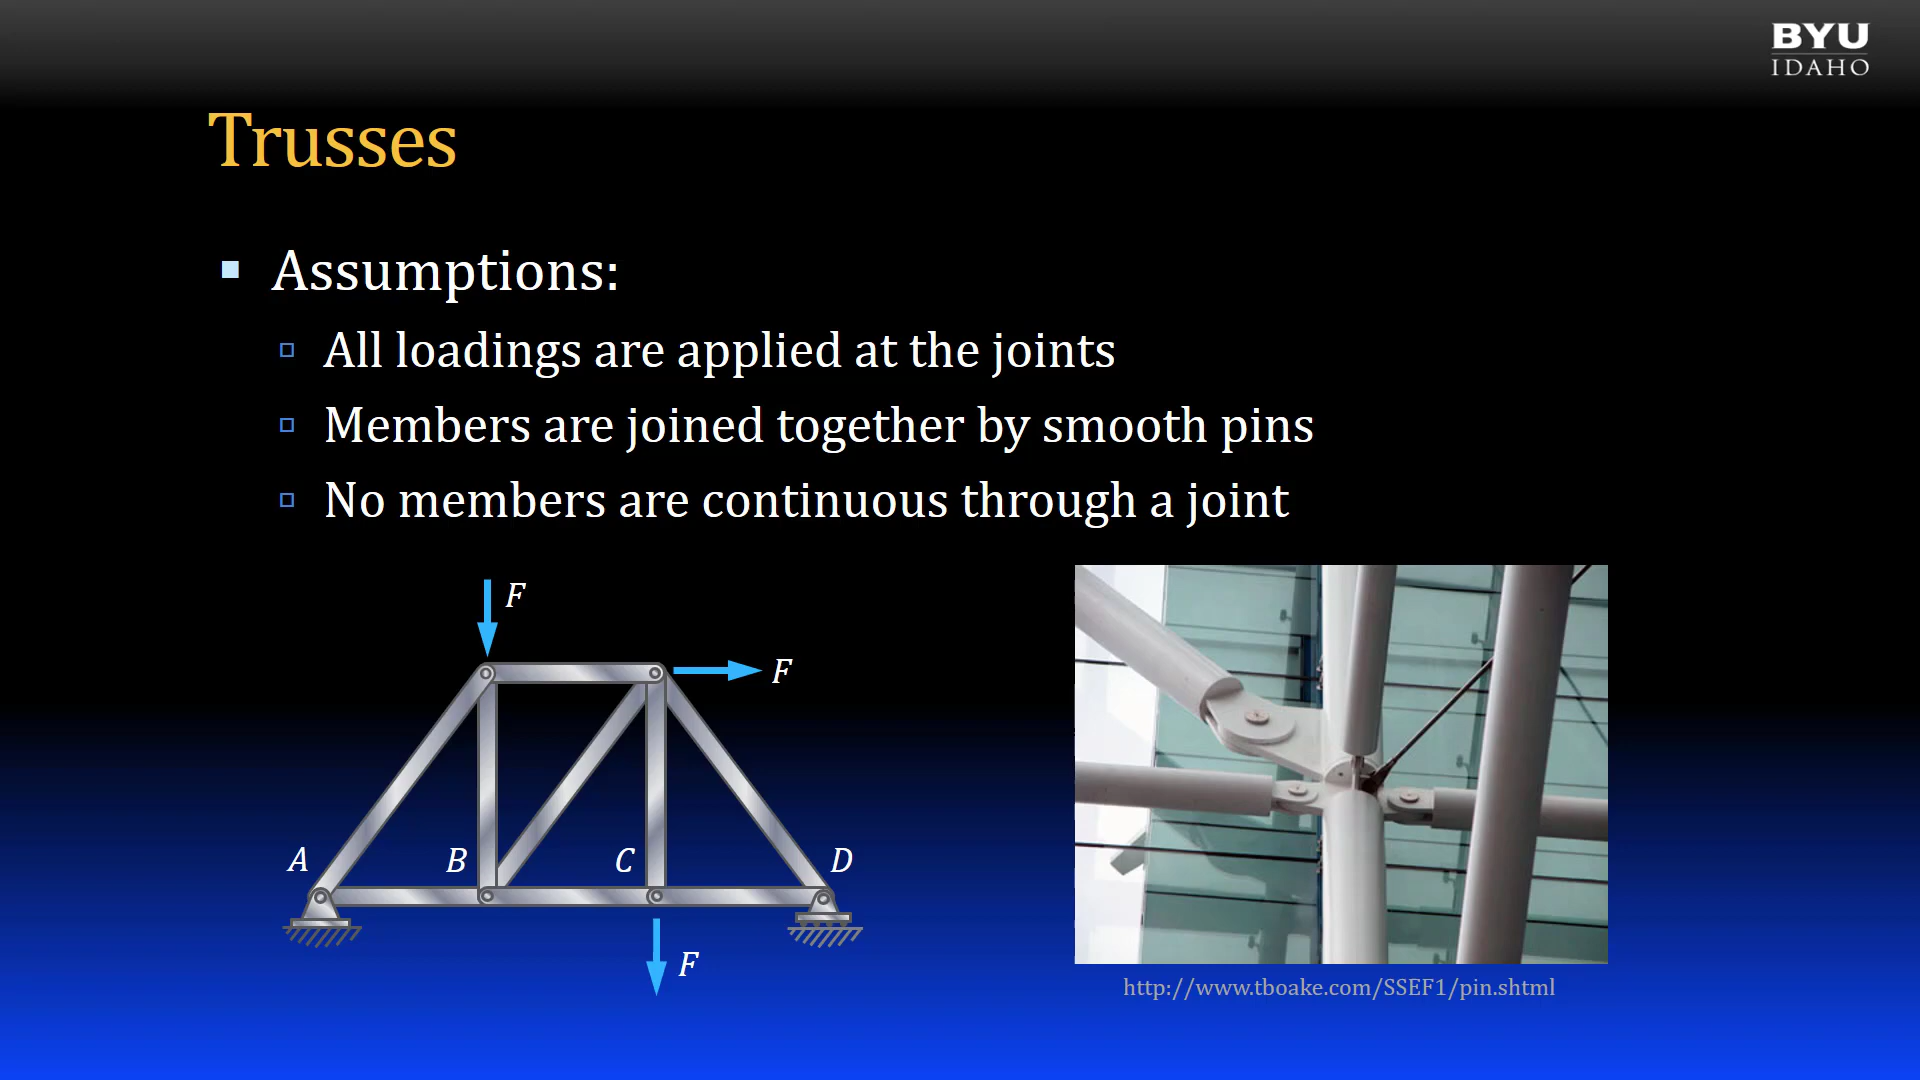 BYU
IDAHO
Trusses
Assumptions:
All loadings are applied at the joints
Members are joined together by smooth pins
No members are continuous through a joint
F
F
A
B
C
D
F
http://www.tboake.com/SSEF1/pin.shtml